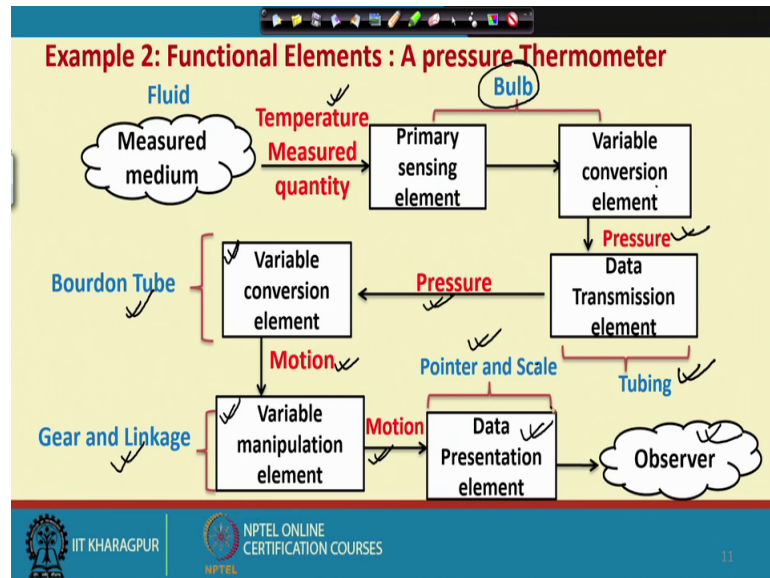 Example 2: Functional Elements : A pressure Thermometer
Fluid
Bulb
Measured
medium
Temperature
Measured
quantity
Primary
sensing
element
Variable
conversion
element
Pressure
Bourdon Tube
Variable
conversion
element
Pressure
Data
Transmission
element
Motion
Pointer and Scale
Tubing
Gear and Linkage
Variable
manipulation
element
Motion
Data
Presentation
element
Observer
IIT KHARAGPUR
NPTEL
NPTEL ONLINE
CERTIFICATION COURSES
11